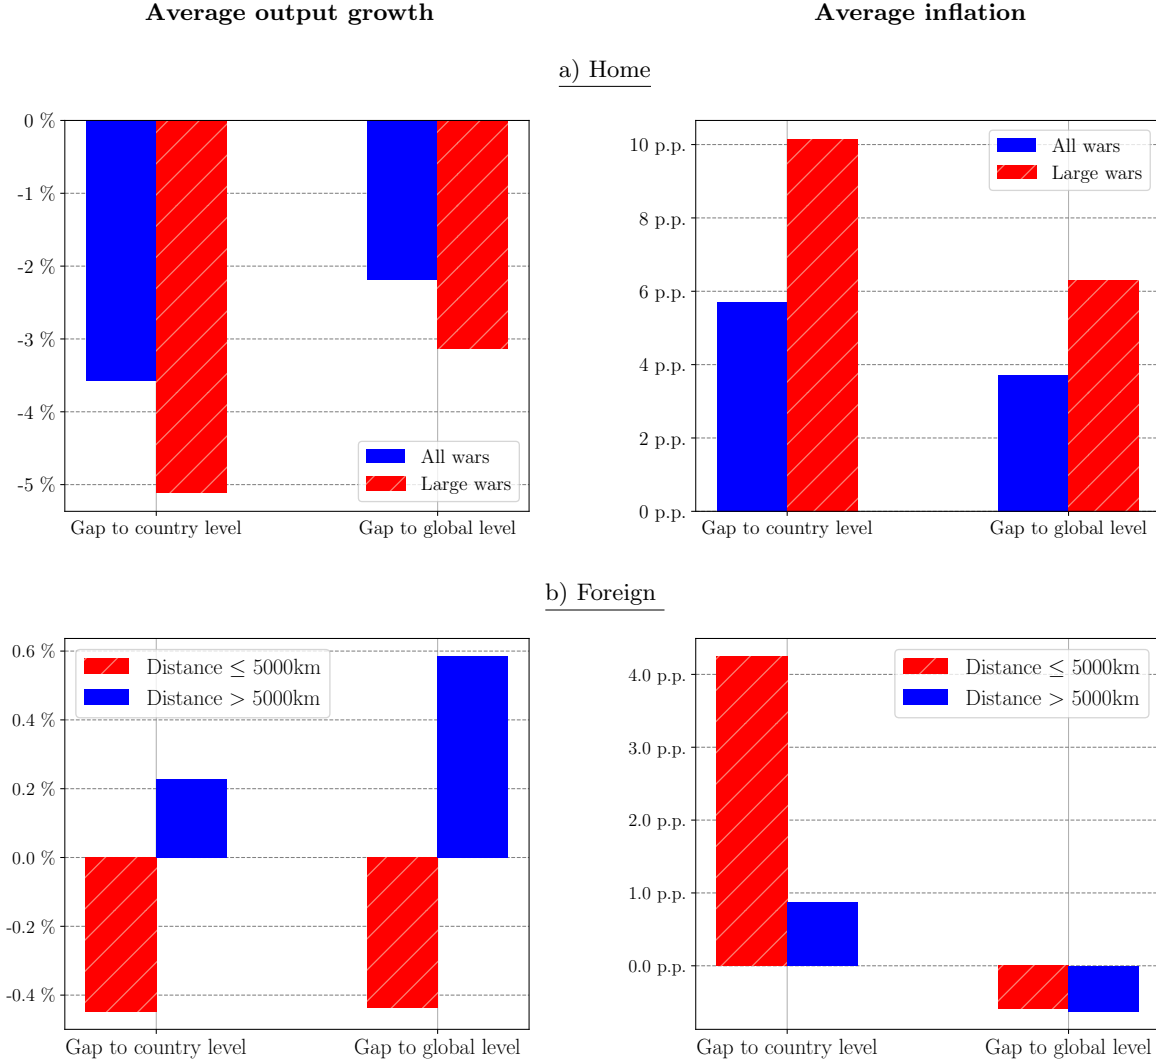 Average output growth
Average inflation
a) Home
0 %
-1 %
-2 %
-3 %
-4 %
-5 %
All wars
Large wars
Gap to country level
Gap to global level
10 p.p.
8 p.p.
6 p.p.
4 p.p.
2 p.p.
0 p.p.
All wars
Large wars
Gap to country level
Gap to global level
b) Foreign
0.6 %
0.4 %
0.2 %
0.0 %
-0.2 %
-0.4 %
Distance ≤ 5000km
Distance > 5000km
Gap to country level
Gap to global level
4.0 p.p.
3.0 p.p.
2.0 p.p.
1.0 p.p.
0.0 p.p.
Distance ≤ 5000km
Distance > 5000km
Gap to country level
Gap to global level